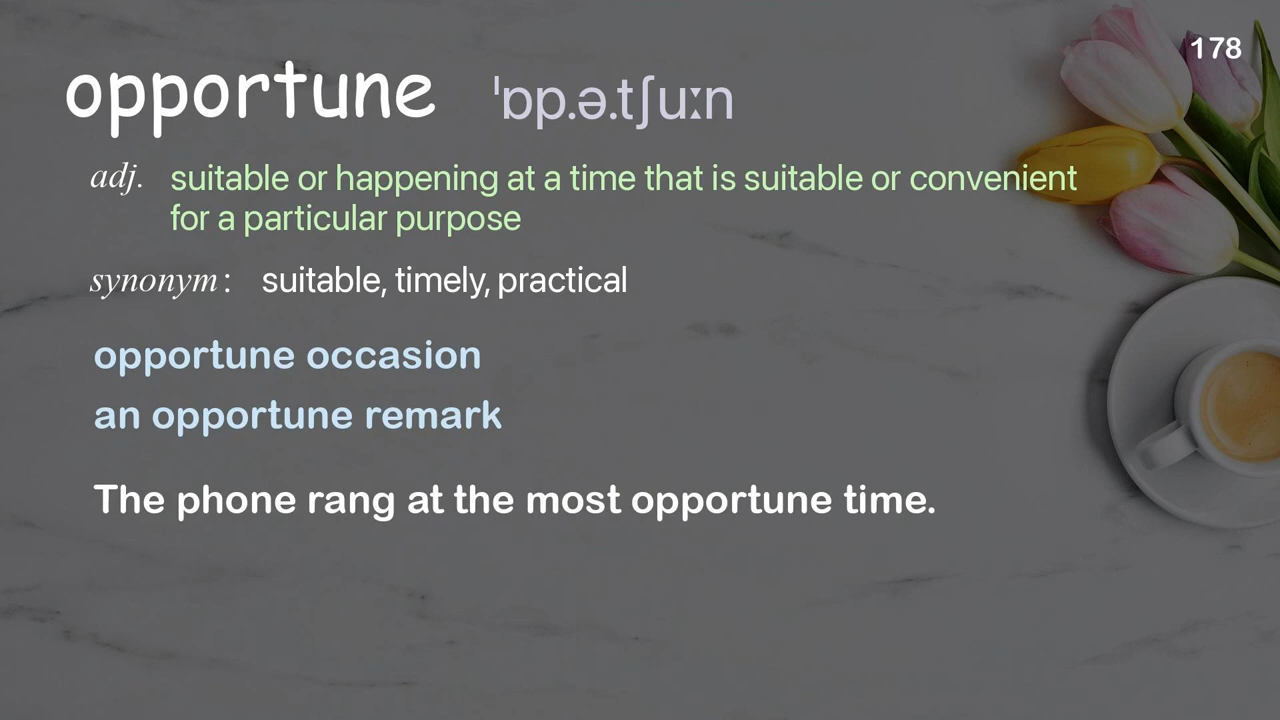 178
opportune ˈɒp.ə.tʃuːn
adj. suitable or happening at a time that is suitable or convenient
for a particular purpose
synonym: suitable, timely, practical
opportune occasion
an opportune remark
The phone rang at the most opportune time.